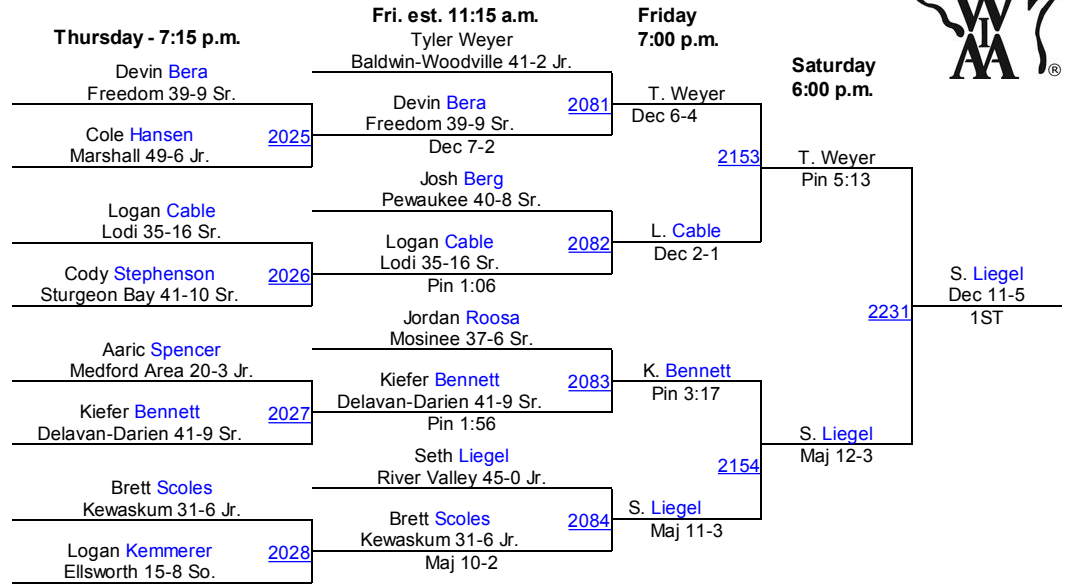 Thursday - 7:15 p.m.
Devin Bera
Freedom 39-9 Sr.
Cole Hansen
Marshall 49-6 Jr.
2025
Logan Cable
Lodi 35-16 Sr.
Cody Stephenson
Sturgeon Bay 41-10 Sr.
2026
Aaric Spencer
Medford Area 20-3 Jr.
Kiefer Bennett
Delavan-Darien 41-9 Sr.
2027
Brett Scoles
Kewaskum 31-6 Jr.
Logan Kemmerer
Ellsworth 15-8 So.
2028
Fri. est. 11:15 a.m.
Tyler Weyer
Baldwin-Woodville 41-2 Jr.
Devin Bera
Freedom 39-9 Sr.
Dec 7-2
2081
Josh Berg
Pewaukee 40-8 Sr.
Logan Cable
Lodi 35-16 Sr.
Pin 1:06
2082
Jordan Roosa
Mosinee 37-6 Sr.
Kiefer Bennett
Delavan-Darien 41-9 Sr.
Pin 1:56
2083
Seth Liegel
River Valley 45-0 Jr.
Brett Scoles
Kewaskum 31-6 Jr.
Maj 10-2
2084
Friday
7:00 p.m.
T. Weyer
Dec 6-4
2153
L. Cable
Dec 2-1
K. Bennett
Pin 3:17
2154
S. Liegel
Maj 11-3
Saturday
6:00 p.m.
T. Weyer
Pin 5:13
2231
S. Liegel
Maj 12-3
S. Liegel
Dec 11-5
1ST
WIAA
®